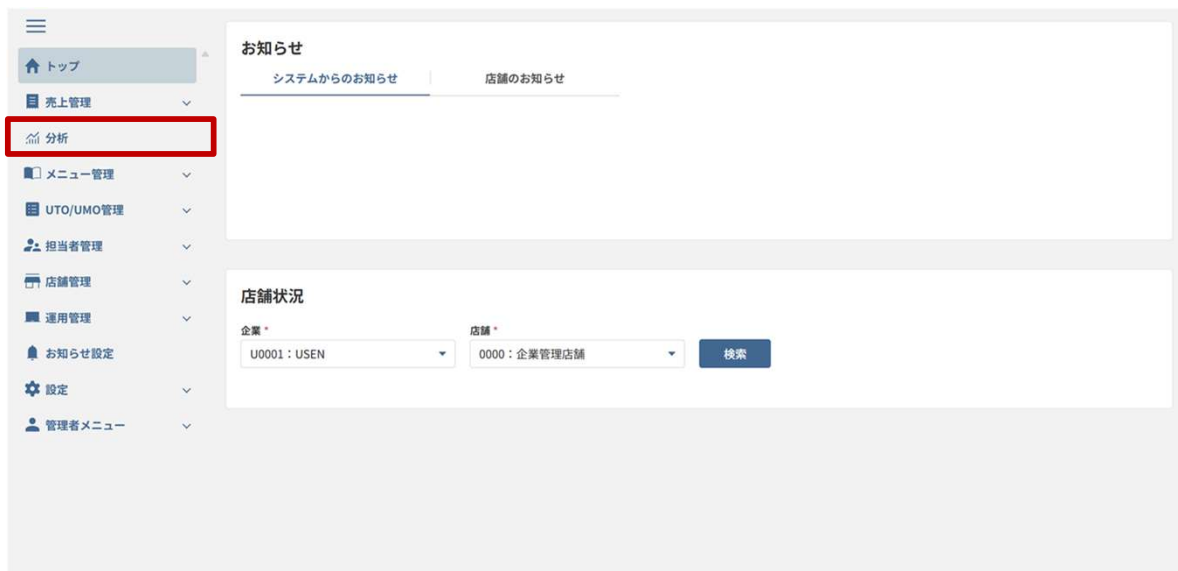 トップ
売上管理
分析
メニュー管理
UTO/UMO管理
担当者管理
店舗管理
運用管理
お知らせ設定
設定
管理者メニュー
お知らせ
システムからのお知らせ 店舗のお知らせ
店舗状況
企業 * 店舗 *
U0001：USEN 0000：企業管理店舗 検索